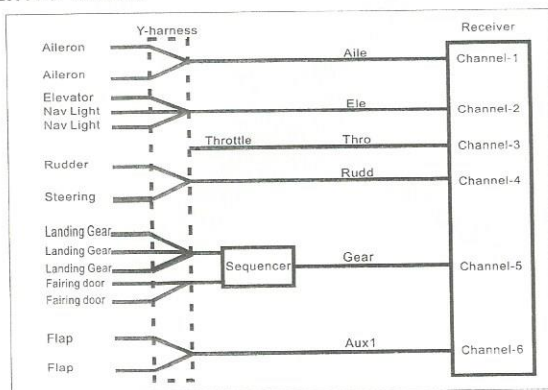 Y-harness
Receiver
Aileron
Aile
Channel-1
Aileron
Elevator
Ele
Channel-2
Nav Light
Nav Light
Throttle
Thro
Channel-3
Rudder
Rudd
Channel-4
Steering
Landing Gear
Landing Gear
Gear
Landing Gear
Sequencer
Channel-5
Fairing door
Fairing door
Flap
Aux1
Channel-6
Flap